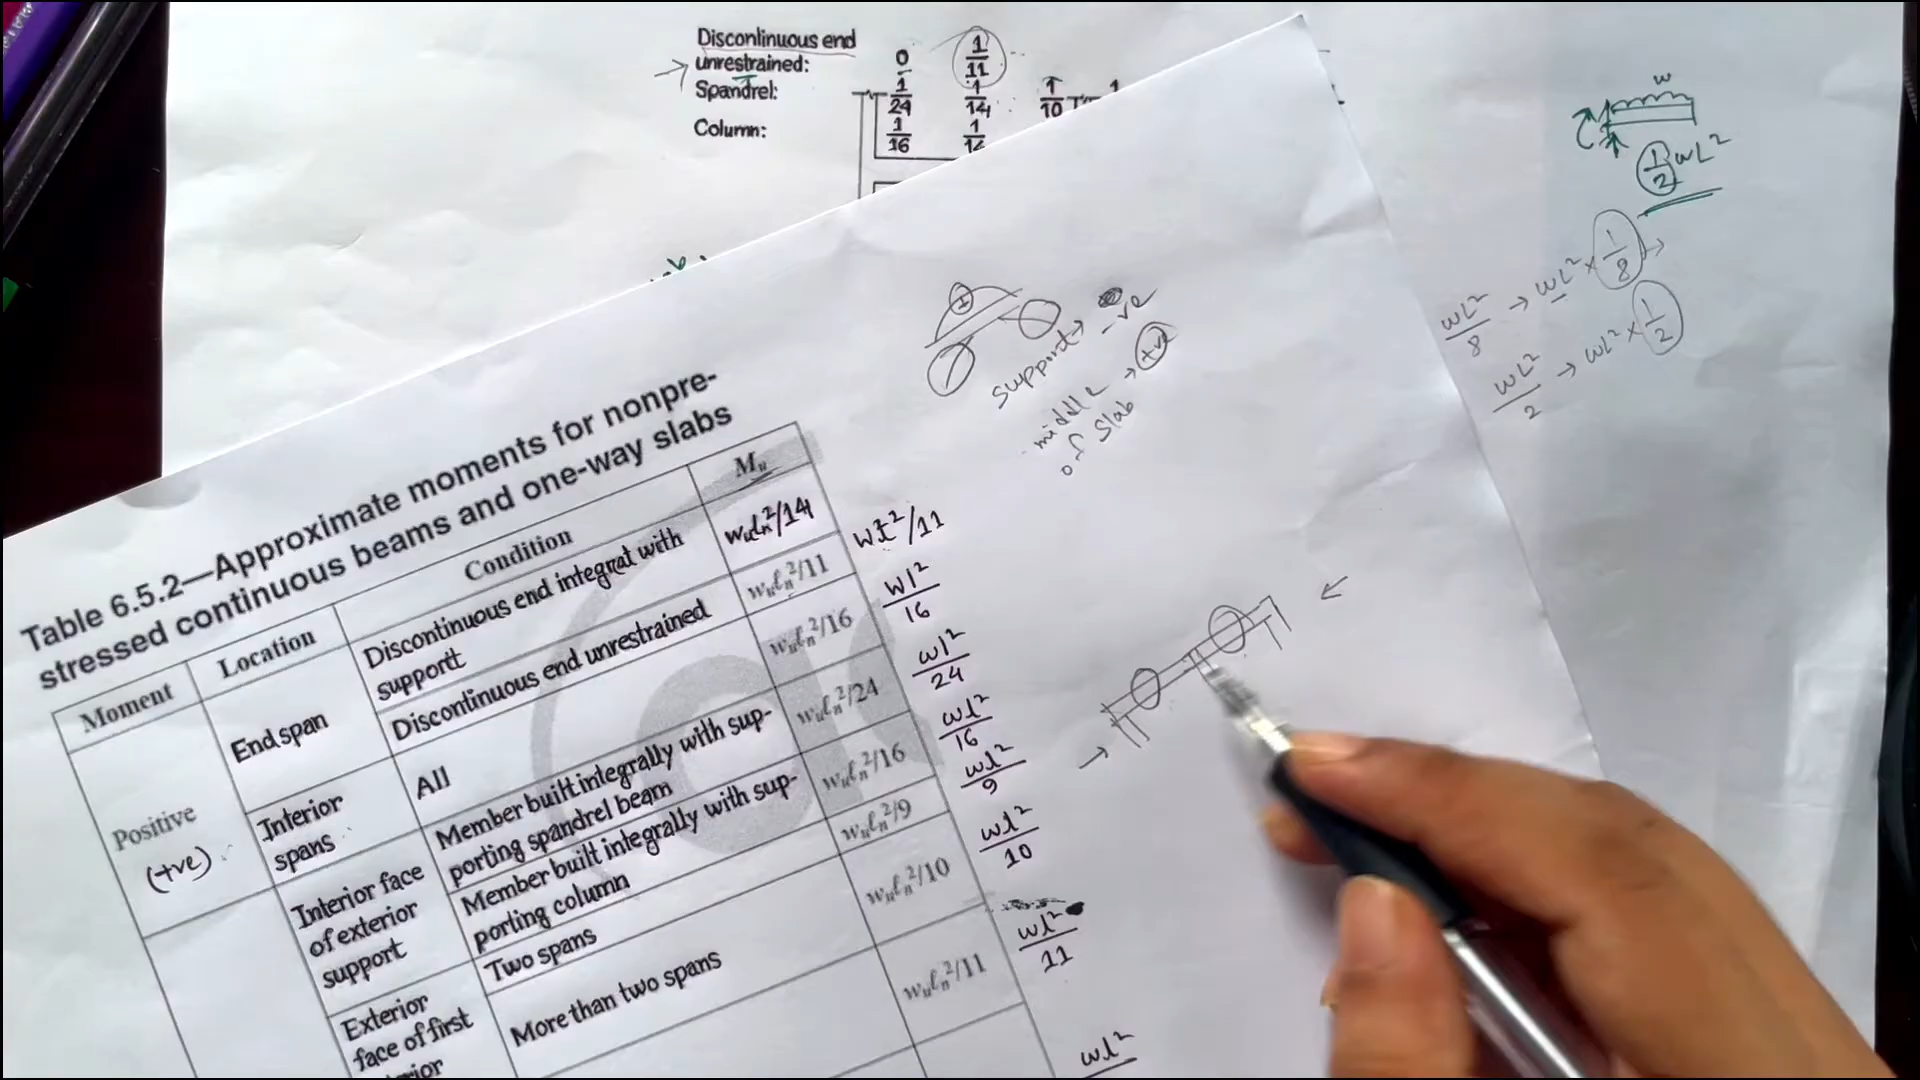 Disconlinuous end
unrestrained: 0 1/11
Spandrel: 1/24 1/14 1/10 1
Column: 1/16 1/14
w
1/2 wL²
wL²/8 → wL² × 1/8 →
wL²/2 → wL² × 1/2
support → -ve
middle → +ve
of slab
Table 6.5.2—Approximate moments for nonpre-
stressed continuous beams and one-way slabs
Moment Location Condition Mu
Positive
(+ve)
End span
Discontinuous end integrat with
supportt
wuℓn²/14
wl²/11
Discontinuous end unrestrained
wuℓn²/11
wl²/16
Interior
spans
All
wuℓn²/16
wl²/24
Interior face
of exterior
support
Member built integrally with sup-
porting spandrel beam
wuℓn²/24
wl²/16
Member built integrally with sup-
porting column
wuℓn²/16
wl²/9
Exterior
face of first
Two spans
wuℓn²/9
wl²/10
More than two spans
wuℓn²/10
wl²/11
wuℓn²/11
wl²